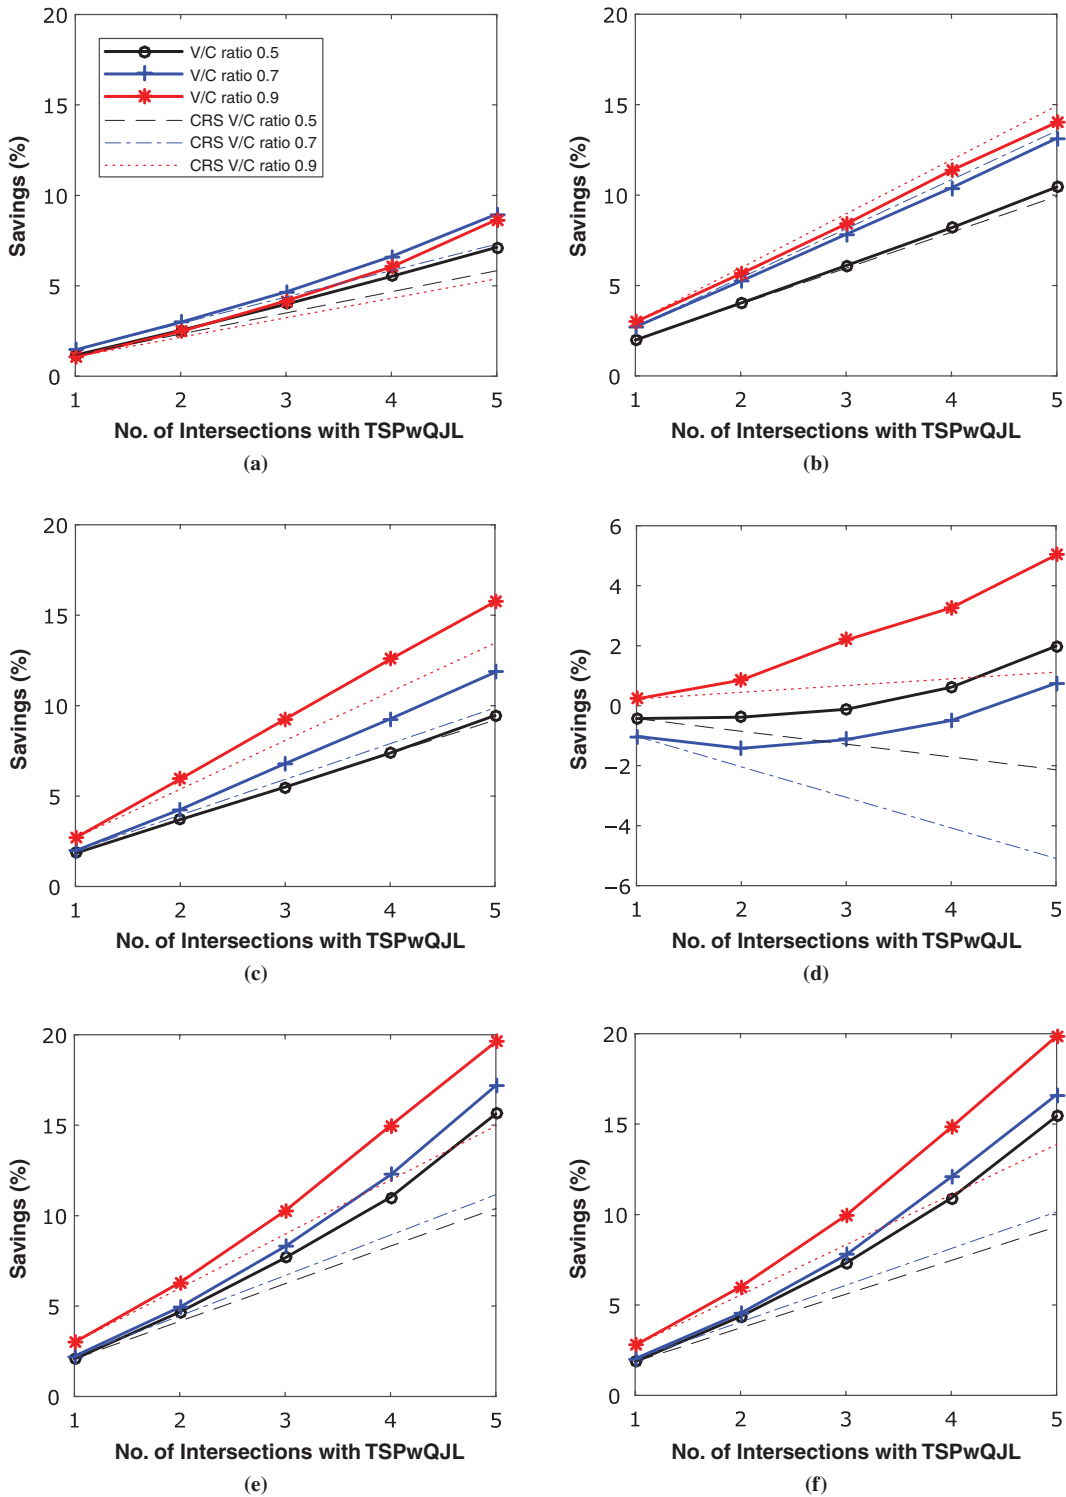 20
15
10
5
0
Savings (%)
V/C ratio 0.5
V/C ratio 0.7
V/C ratio 0.9
CRS V/C ratio 0.5
CRS V/C ratio 0.7
CRS V/C ratio 0.9
1 2 3 4 5
No. of Intersections with TSPwQJL
(a)
20
15
10
5
0
Savings (%)
1 2 3 4 5
No. of Intersections with TSPwQJL
(b)
20
15
10
5
0
Savings (%)
1 2 3 4 5
No. of Intersections with TSPwQJL
(c)
6
4
2
0
−2
−4
−6
Savings (%)
1 2 3 4 5
No. of Intersections with TSPwQJL
(d)
20
15
10
5
0
Savings (%)
1 2 3 4 5
No. of Intersections with TSPwQJL
(e)
20
15
10
5
0
Savings (%)
1 2 3 4 5
No. of Intersections with TSPwQJL
(f)